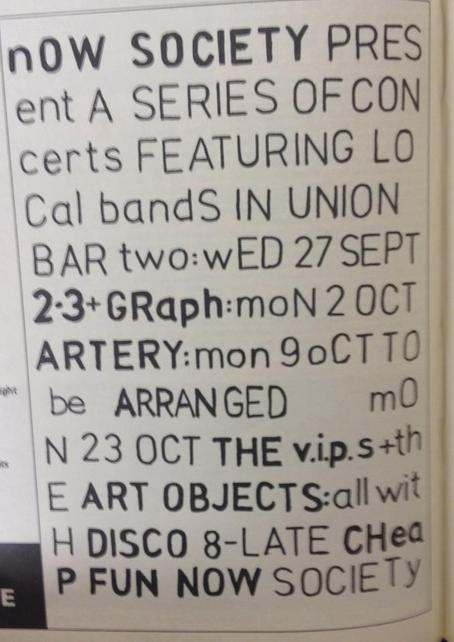 nOW SOCIETY PRES
ent A SERIES OF CON
certs FEATURING LO
Cal bandS IN UNION
BAR two:wED 27 SEPT
2·3+GRaph:moN 2 OCT
ARTERY:mon 9 oCT TO
be ARRANGED mO
N 23 OCT THE v.i.p.s+th
E ART OBJECTS:all wit
H DISCO 8-LATE CHea
P FUN NOW SOCIETy
E